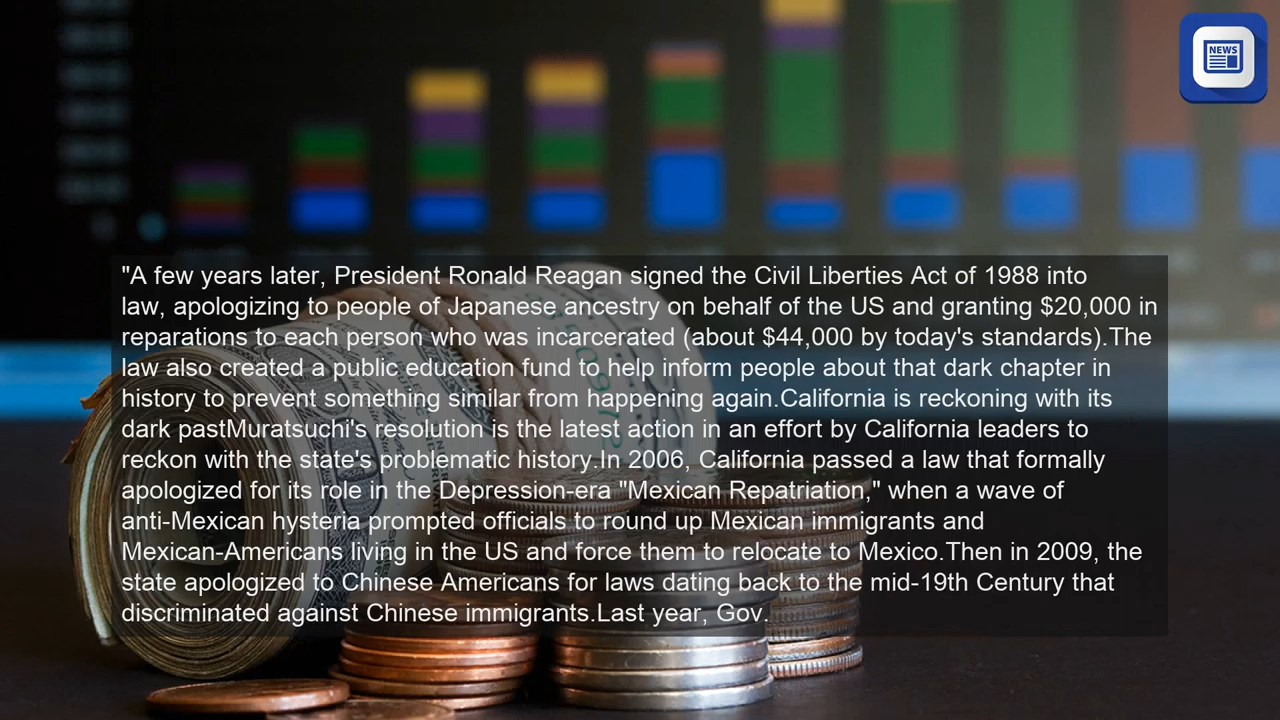 NEWS
"A few years later, President Ronald Reagan signed the Civil Liberties Act of 1988 into
law, apologizing to people of Japanese ancestry on behalf of the US and granting $20,000 in
reparations to each person who was incarcerated (about $44,000 by today's standards).The
law also created a public education fund to help inform people about that dark chapter in
history to prevent something similar from happening again.California is reckoning with its
dark pastMuratsuchi's resolution is the latest action in an effort by California leaders to
reckon with the state's problematic history.In 2006, California passed a law that formally
apologized for its role in the Depression-era "Mexican Repatriation," when a wave of
anti-Mexican hysteria prompted officials to round up Mexican immigrants and
Mexican-Americans living in the US and force them to relocate to Mexico.Then in 2009, the
state apologized to Chinese Americans for laws dating back to the mid-19th Century that
discriminated against Chinese immigrants.Last year, Gov.